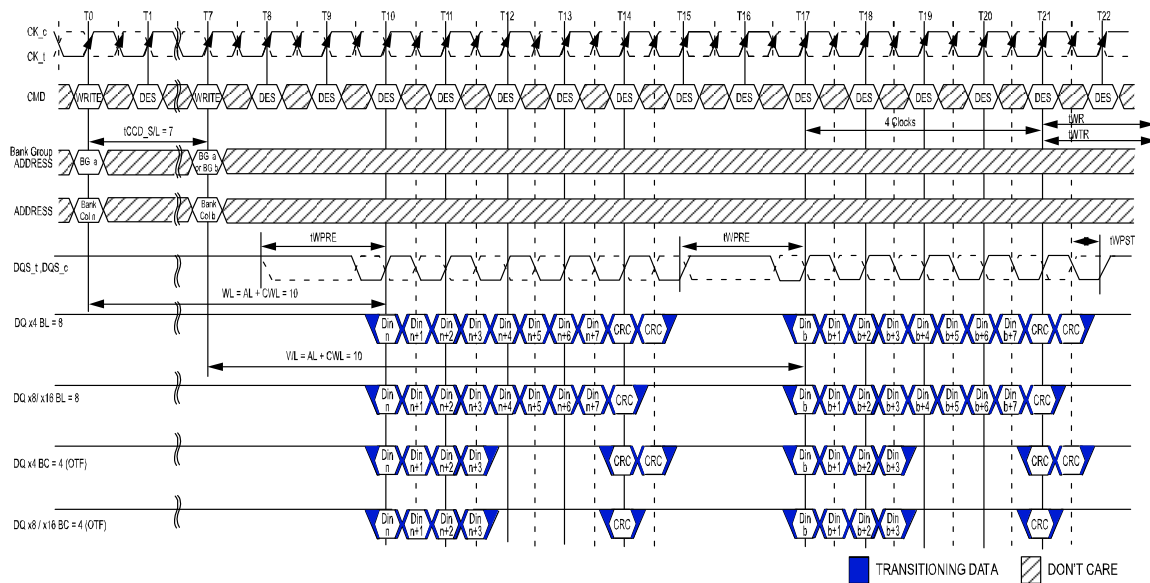 T0 T1 T7 T8 T9 T10 T11 T12 T13 T14 T15 T16 T17 T18 T19 T20 T21 T22
CK_c
CK_t
CMD WRITE DES WRITE DES DES DES DES DES DES DES DES DES DES DES DES DES DES DES
tCCD_S/L = 7
4 Clocks
tWR
tWTR
Bank Group
ADDRESS
BG a
BG a
or BG b
ADDRESS
Bank
Col n
Bank
Col b
tWPRE
tWPRE
tWPST
DQS_t ,DQS_c
WL = AL + CWL = 10
DQ x4 BL = 8
Din n Din n+1 Din n+2 Din n+3 Din n+4 Din n+5 Din n+6 Din n+7 CRC CRC Din b Din b+1 Din b+2 Din b+3 Din b+4 Din b+5 Din b+6 Din b+7 CRC CRC
WL = AL + CWL = 10
DQ x8/ x16 BL = 8
Din n Din n+1 Din n+2 Din n+3 Din n+4 Din n+5 Din n+6 Din n+7 CRC Din b Din b+1 Din b+2 Din b+3 Din b+4 Din b+5 Din b+6 Din b+7 CRC
DQ x4 BC = 4 (OTF)
Din n Din n+1 Din n+2 Din n+3 CRC CRC Din b Din b+1 Din b+2 Din b+3 CRC CRC
DQ x8 / x16 BC = 4 (OTF)
Din n Din n+1 Din n+2 Din n+3 CRC Din b Din b+1 Din b+2 Din b+3 CRC
TRANSITIONING DATA
DON'T CARE